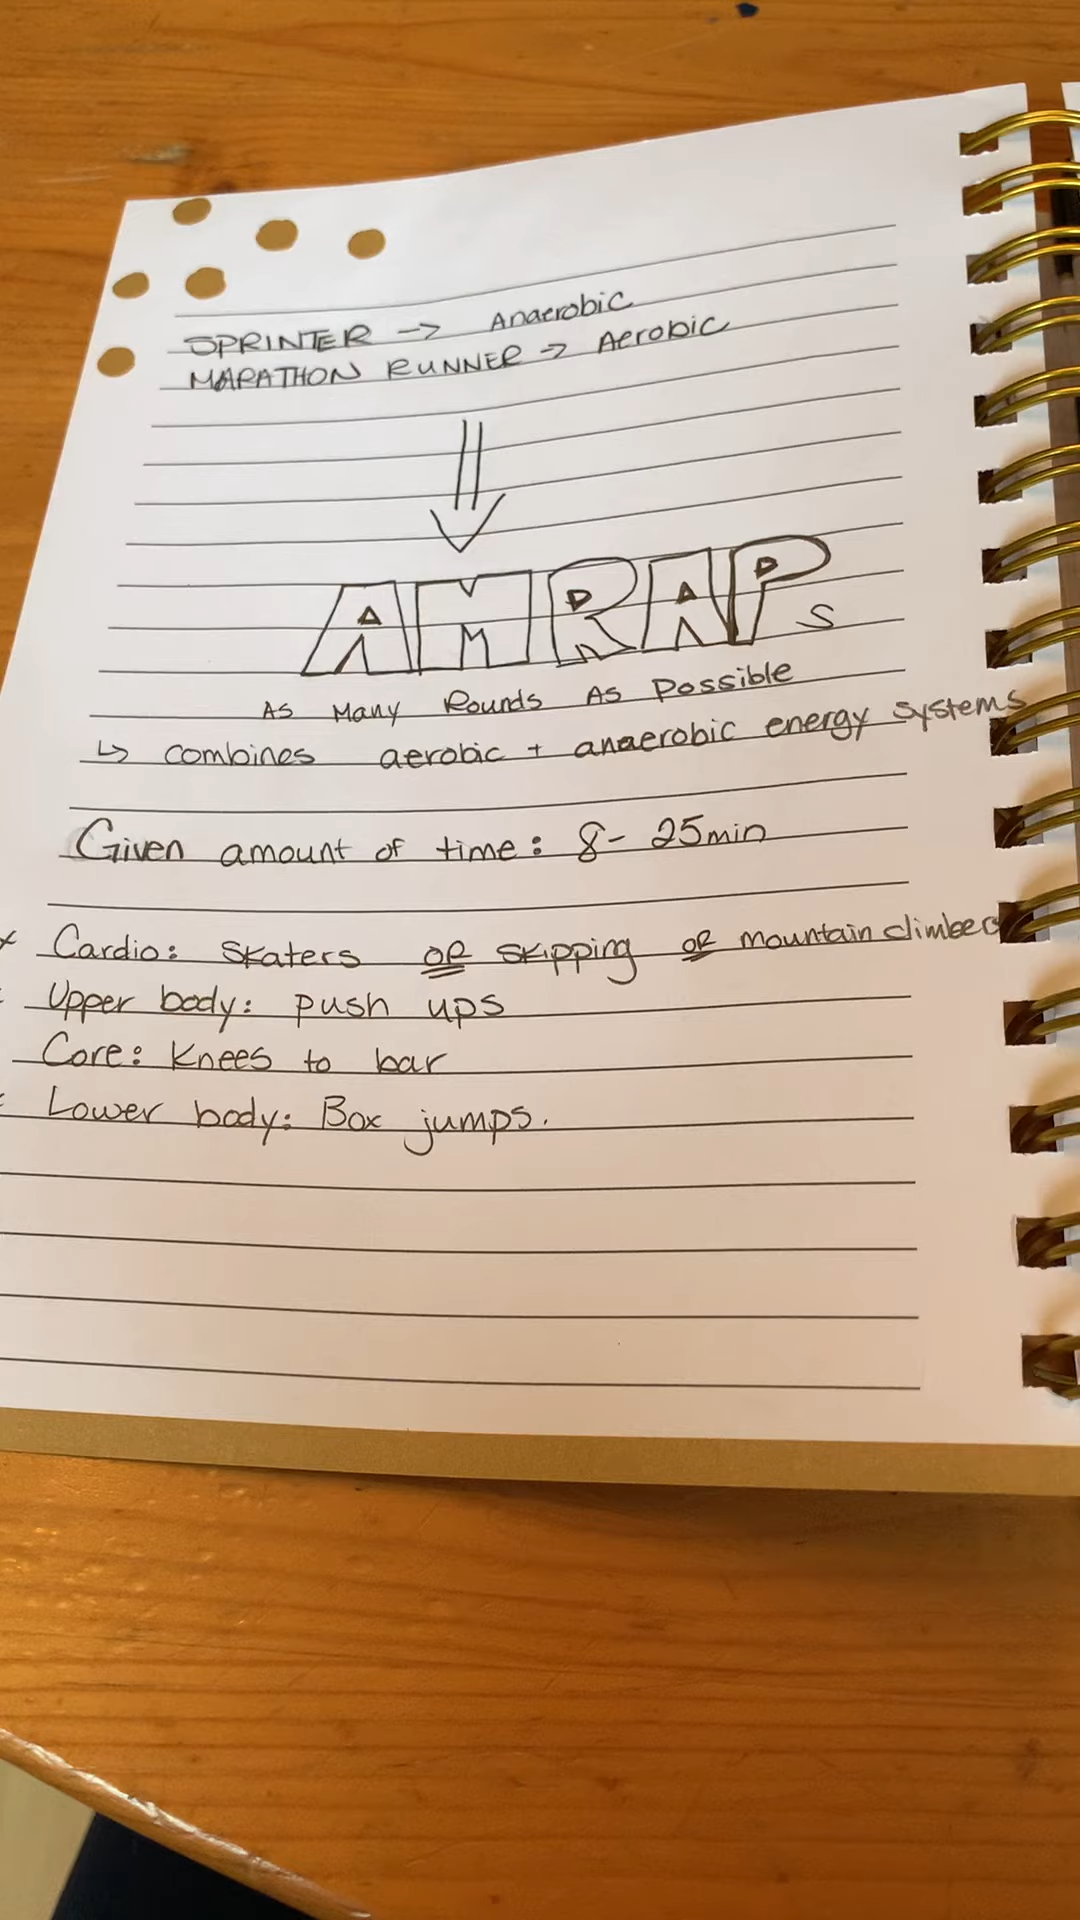 SPRINTER -> Anaerobic
MARATHON RUNNER -> Aerobic
AMRAPs
As Many Rounds As Possible
↳ combines aerobic + anaerobic energy systems
Given amount of time: 8- 25min
Cardio: Skaters OR skipping OR mountain climbers
Upper body: push ups
Core: Knees to bar
Lower body: Box jumps.